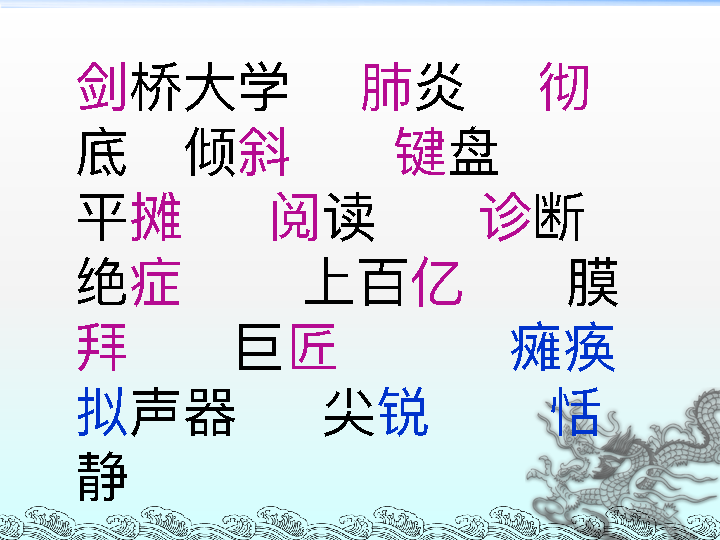 剑桥大学 肺炎 彻
底 倾斜 键盘
平摊 阅读 诊断
绝症 上百亿 膜
拜 巨匠 瘫痪
拟声器 尖锐 恬
静